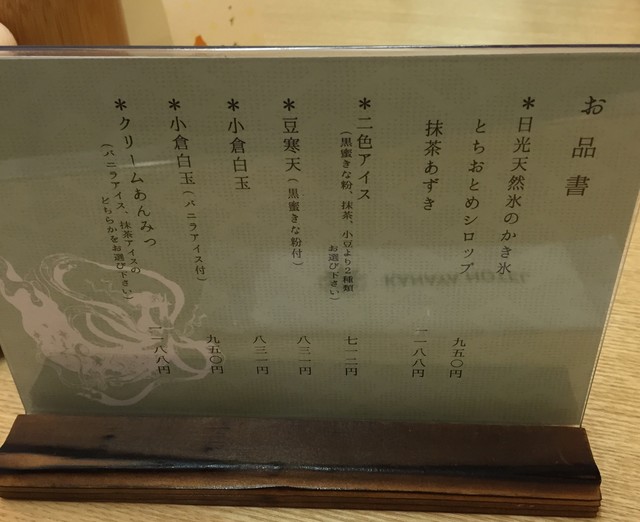 お品書
＊日光天然氷のかき氷
とちおとめシロップ 九五〇円
抹茶あずき 一一八八円
＊二色アイス 七一二円
（黒蜜きな粉、抹茶、小豆より２種類
お選び下さい）
＊豆寒天（黒蜜きな粉付） 八三一円
＊小倉白玉 八三一円
＊小倉白玉（バニラアイス付） 九五〇円
＊クリームあんみつ 一一八八円
（バニラアイス、抹茶アイスの
どちらかをお選び下さい）
KANAYA HOTEL